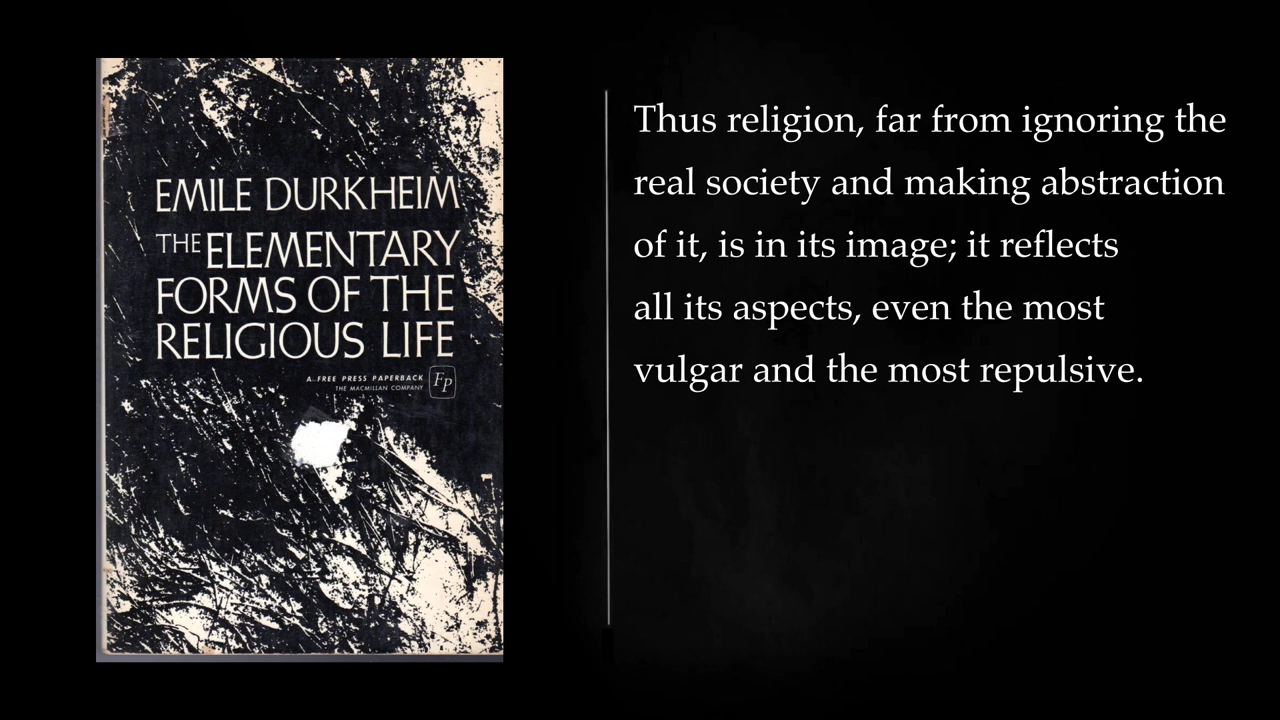 EMILE DURKHEIM
THE ELEMENTARY
FORMS OF THE
RELIGIOUS LIFE
A FREE PRESS PAPERBACK
THE MACMILLAN COMPANY
Fp
Thus religion, far from ignoring the
real society and making abstraction
of it, is in its image; it reflects
all its aspects, even the most
vulgar and the most repulsive.